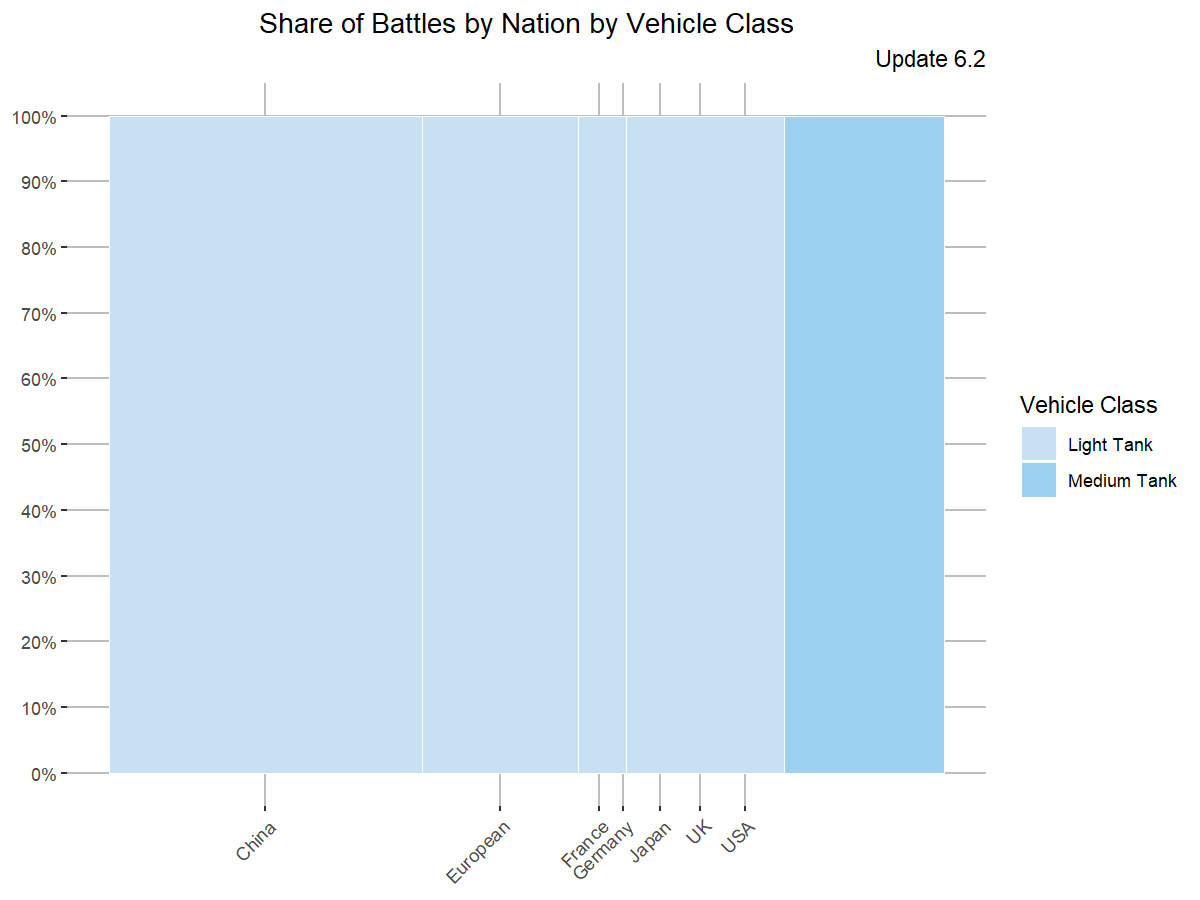 Share of Battles by Nation by Vehicle Class
Update 6.2
100%
90%
80%
70%
60%
50%
40%
30%
20%
10%
0%
China
European
France
Germany
Japan
UK
USA
Vehicle Class
Light Tank
Medium Tank